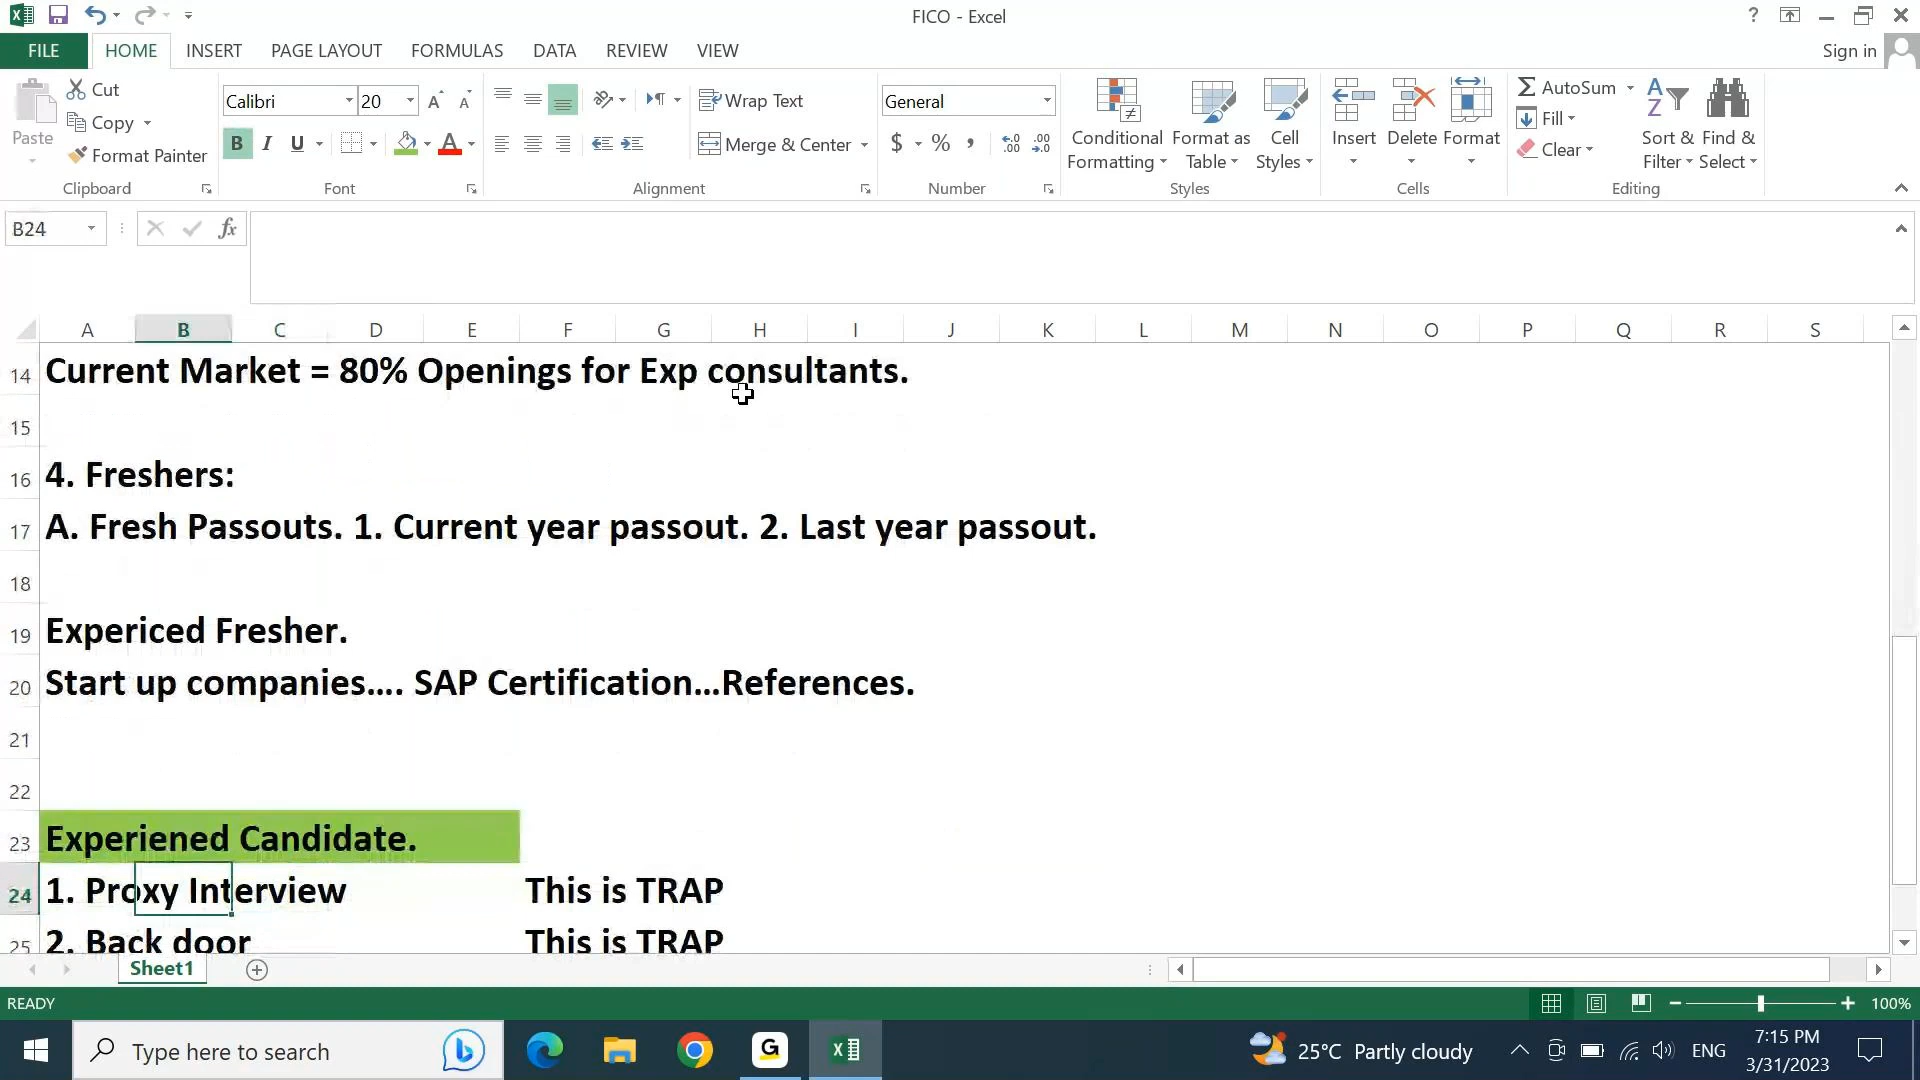 FICO - Excel
?
FILE HOME INSERT PAGE LAYOUT FORMULAS DATA REVIEW VIEW Sign in
Paste Cut Copy Format Painter Clipboard
Calibri 20 A A B I U A Font
Wrap Text Merge & Center Alignment
General $ % , Number
Conditional Formatting Format as Table Cell Styles Styles
Insert Delete Format Cells
AutoSum Fill Clear Sort & Filter Find & Select Editing
B24 fx
A B C D E F G H I J K L M N O P Q R S
14 Current Market = 80% Openings for Exp consultants.
15
16 4. Freshers:
17 A. Fresh Passouts. 1. Current year passout. 2. Last year passout.
18
19 Expericed Fresher.
20 Start up companies.... SAP Certification...References.
21
22
23 Experiened Candidate.
24 1. Proxy Interview This is TRAP
25 2. Back door This is TRAP
Sheet1
READY 100%
Type here to search 25°C Partly cloudy ENG 7:15 PM
3/31/2023